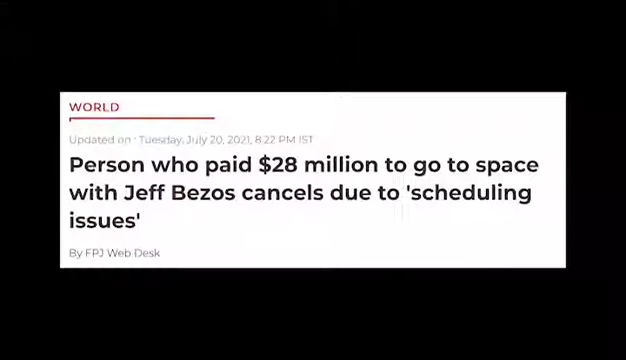 WORLD
Updated on : Tuesday, July 20, 2021, 8:22 PM IST
Person who paid $28 million to go to space
with Jeff Bezos cancels due to 'scheduling
issues'
By FPJ Web Desk